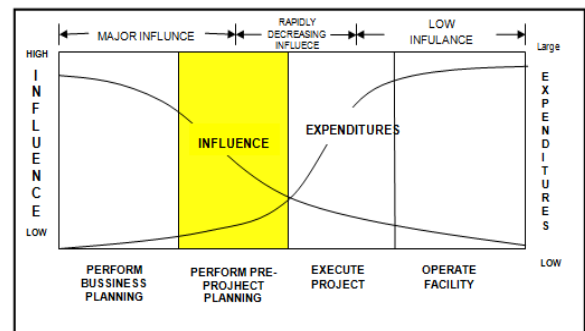 MAJOR INFLUNCE
RAPIDLY
DECREASING
INFLUECE
LOW
INFULANCE
HIGH
Large
INFLUENCE
INFLUENCE
EXPENDITURES
EXPENDITURES
LOW
LOW
PERFORM
BUSSINESS
PLANNING
PERFORM PRE-
PROJHECT
PLANNING
EXECUTE
PROJECT
OPERATE
FACILITY